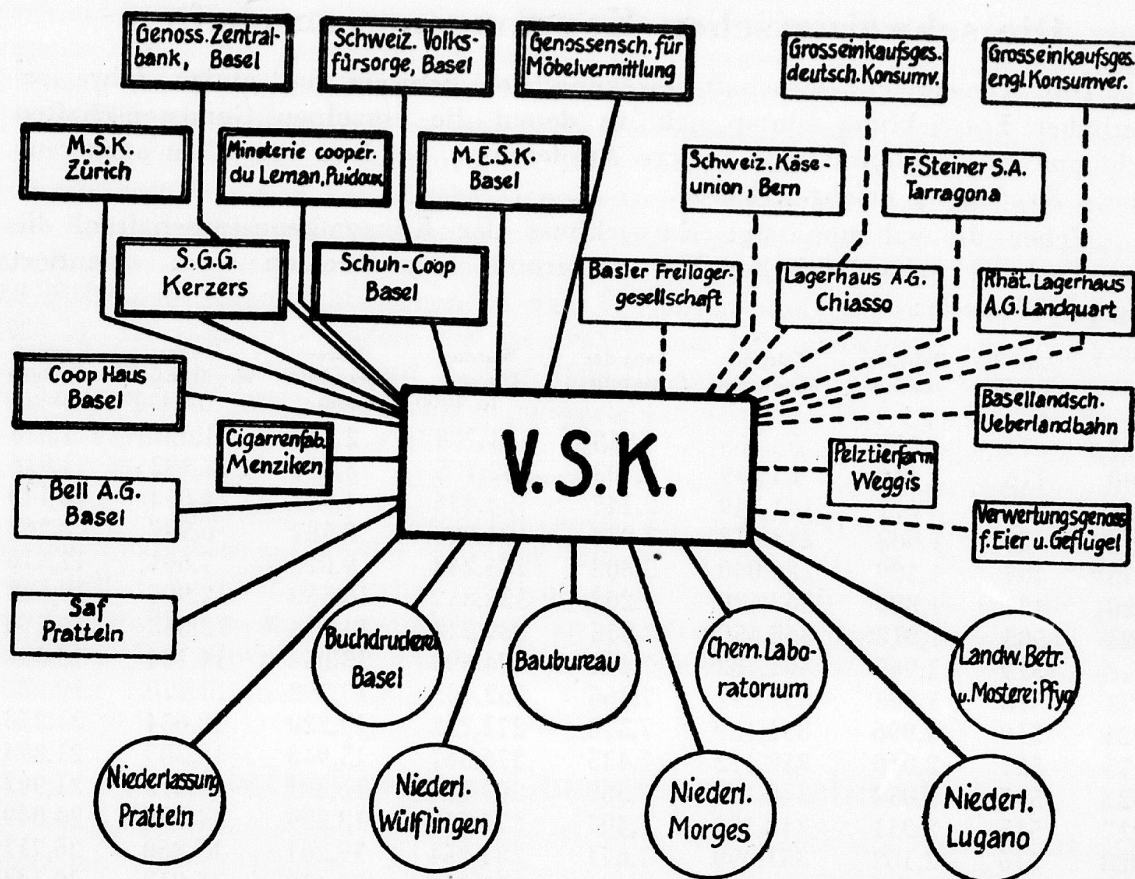 Genoss. Zentral-
bank, Basel
Schweiz. Volks-
fürsorge, Basel
Genossensch. für
Möbelvermittlung
Grosseinkaufsges.
deutsch. Konsumv.
Grosseinkaufsges.
engl. Konsumver.
M.S.K.
Zürich
Minoterie coopér.
du Leman, Puidoux
M.E.S.K.
Basel
Schweiz. Käse-
union, Bern
F. Steiner S.A.
Tarragona
S.G.G.
Kerzers
Schuh-Coop
Basel
Basler Freilager-
gesellschaft
Lagerhaus A.G.
Chiasso
Rhät. Lagerhaus
A.G. Landquart
Coop Haus
Basel
Cigarrenfab.
Menziken
V.S.K.
Pelztierfarm
Weggis
Basellandsch.
Ueberlandbahn
Bell A.G.
Basel
Verwertungsgenoss.
f. Eier u. Geflügel
Saf
Pratteln
Buchdruckerei
Basel
Baubureau
Chem. Labo-
ratorium
Landw. Betr.
u. Mosterei Pfyn
Niederlassung
Pratteln
Niederl.
Wülflingen
Niederl.
Morges
Niederl.
Lugano